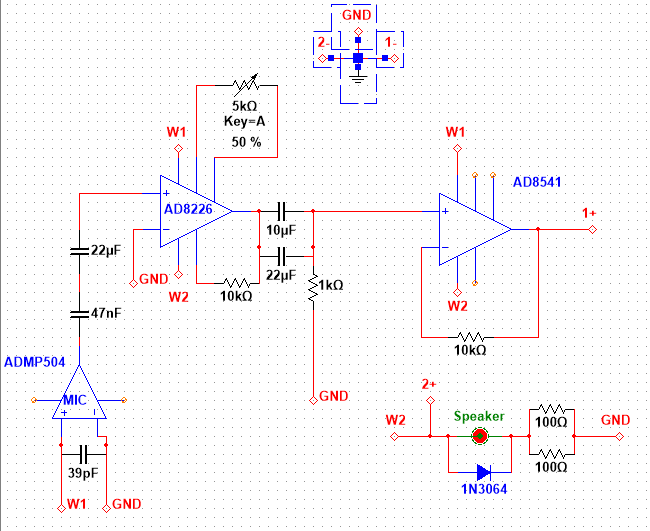 GND
2-
1-
5kΩ
Key=A
50 %
W1
W1
AD8226
AD8541
+
−
+
−
1+
10µF
22µF
22µF
GND
W2
10kΩ
1kΩ
W2
47nF
10kΩ
ADMP504
MIC
+
GND
2+
39pF
W2
Speaker
100Ω
GND
100Ω
1N3064
W1
GND